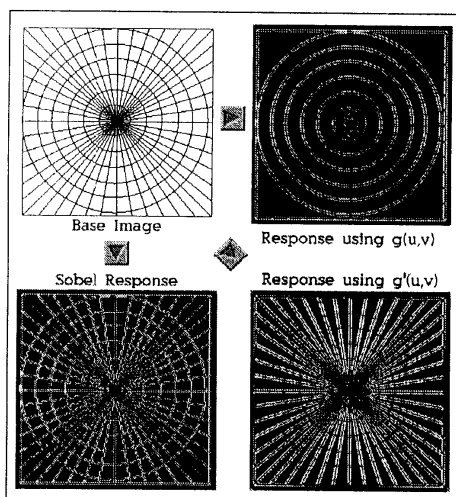 Base Image
Response using g(u,v)
Sobel Response
Response using g'(u,v)